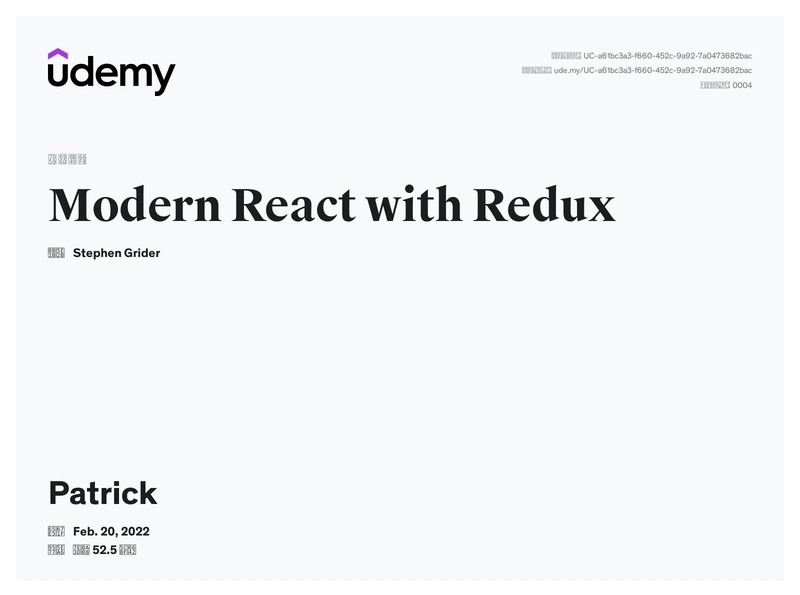 udemy
UC-a61bc3a3-f660-452c-9a92-7a0473682bac
ude.my/UC-a61bc3a3-f660-452c-9a92-7a0473682bac
0004
Modern React with Redux
Stephen Grider
Patrick
Feb. 20, 2022
52.5